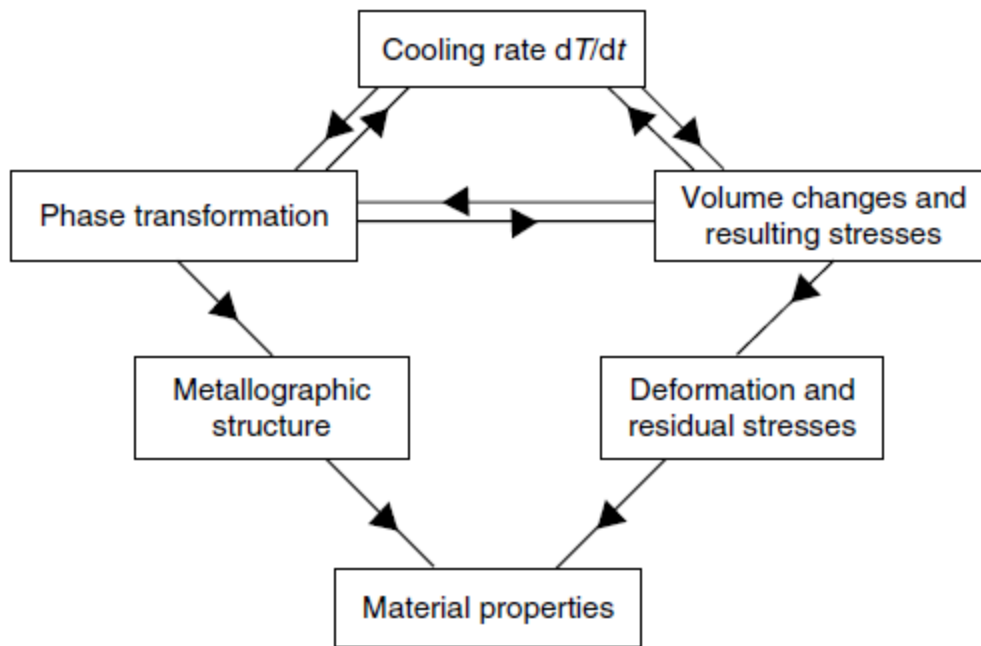 Cooling rate dT/dt
Phase transformation
Volume changes and
resulting stresses
Metallographic
structure
Deformation and
residual stresses
Material properties